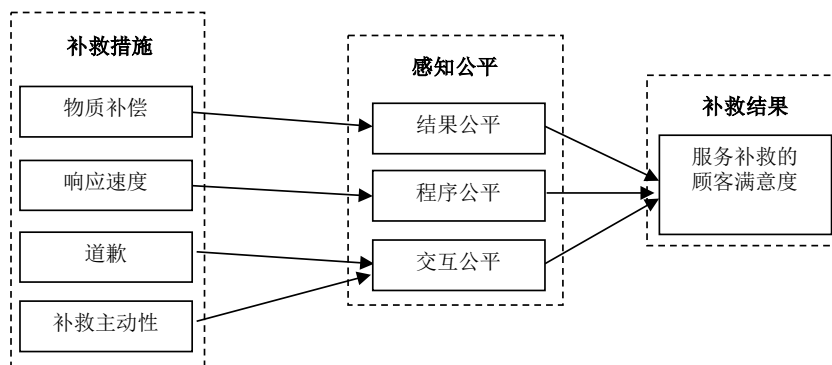 补救措施
物质补偿
响应速度
道歉
补救主动性
感知公平
结果公平
程序公平
交互公平
补救结果
服务补救的
顾客满意度